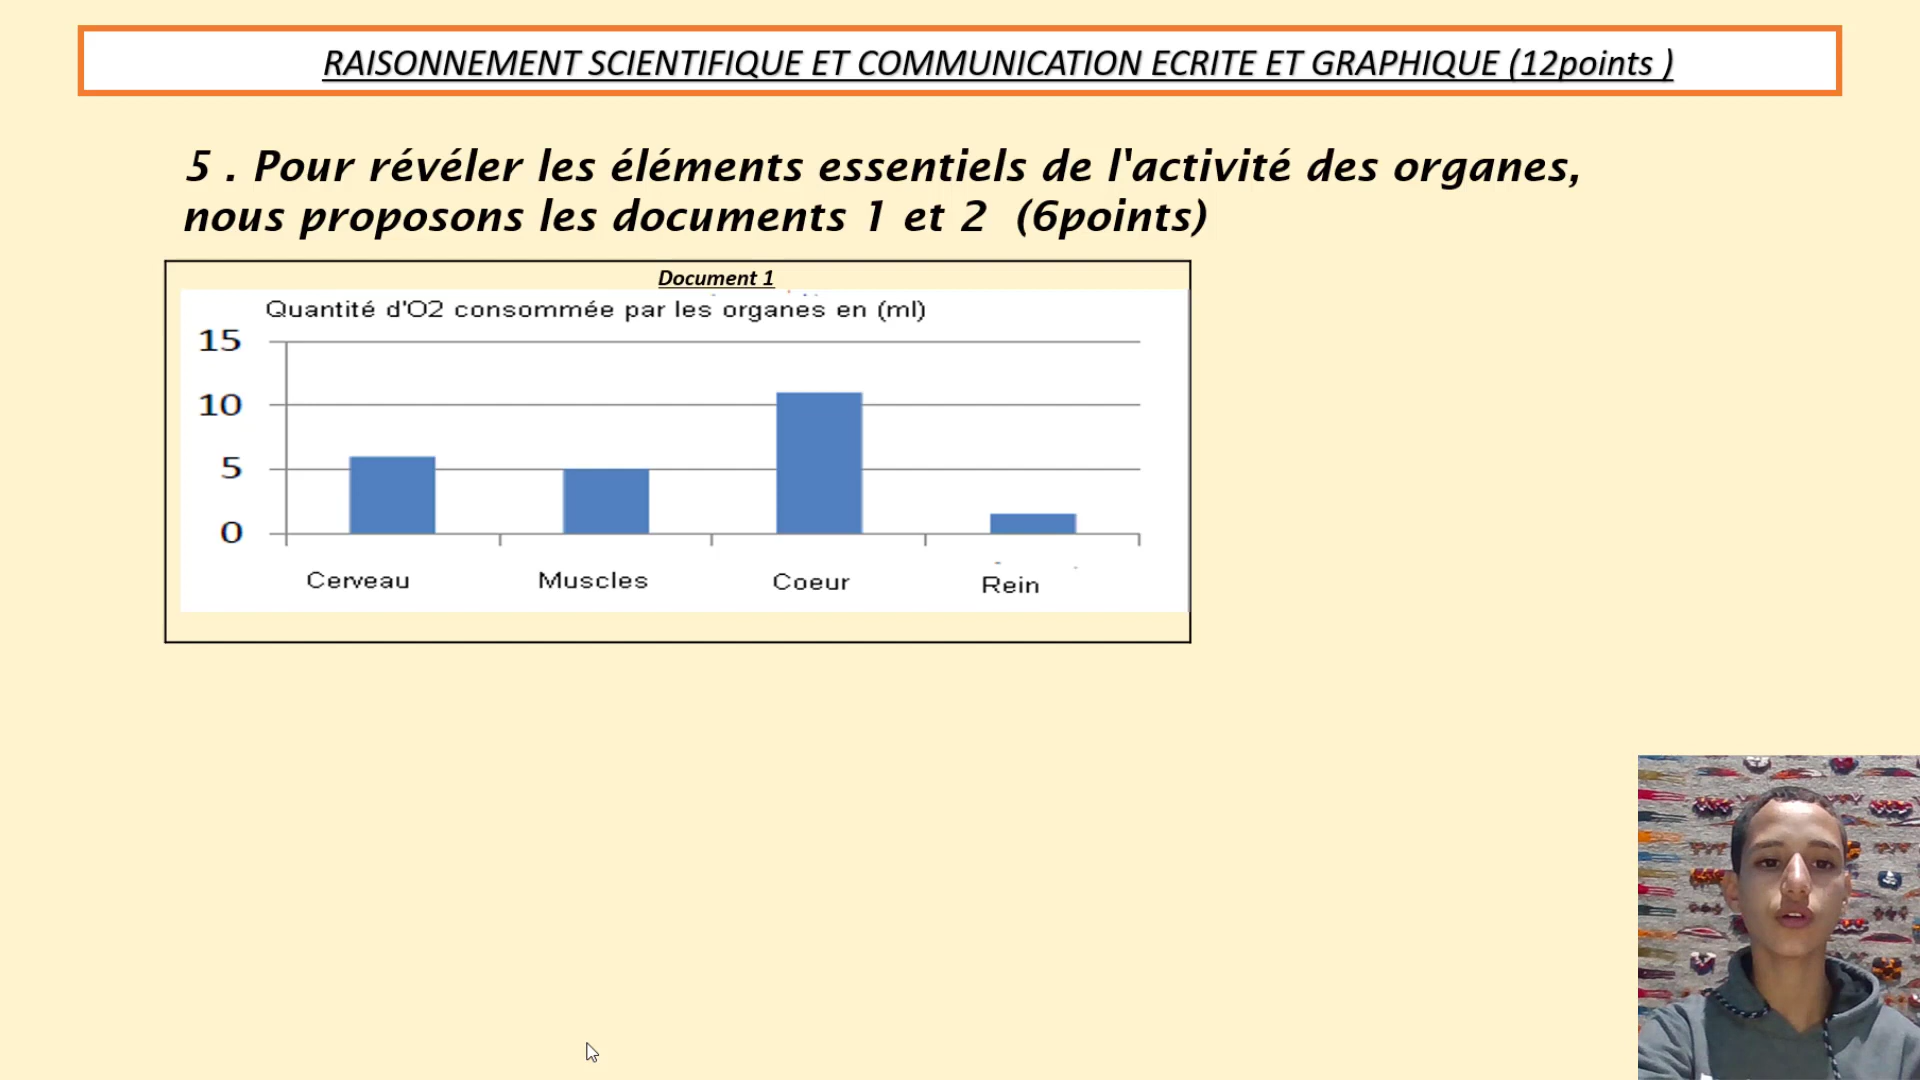 RAISONNEMENT SCIENTIFIQUE ET COMMUNICATION ECRITE ET GRAPHIQUE (12points )
5 . Pour révéler les éléments essentiels de l'activité des organes,
nous proposons les documents 1 et 2 (6points)
Document 1
Quantité d'O2 consommée par les organes en (ml)
15
10
5
0
Cerveau Muscles Coeur Rein